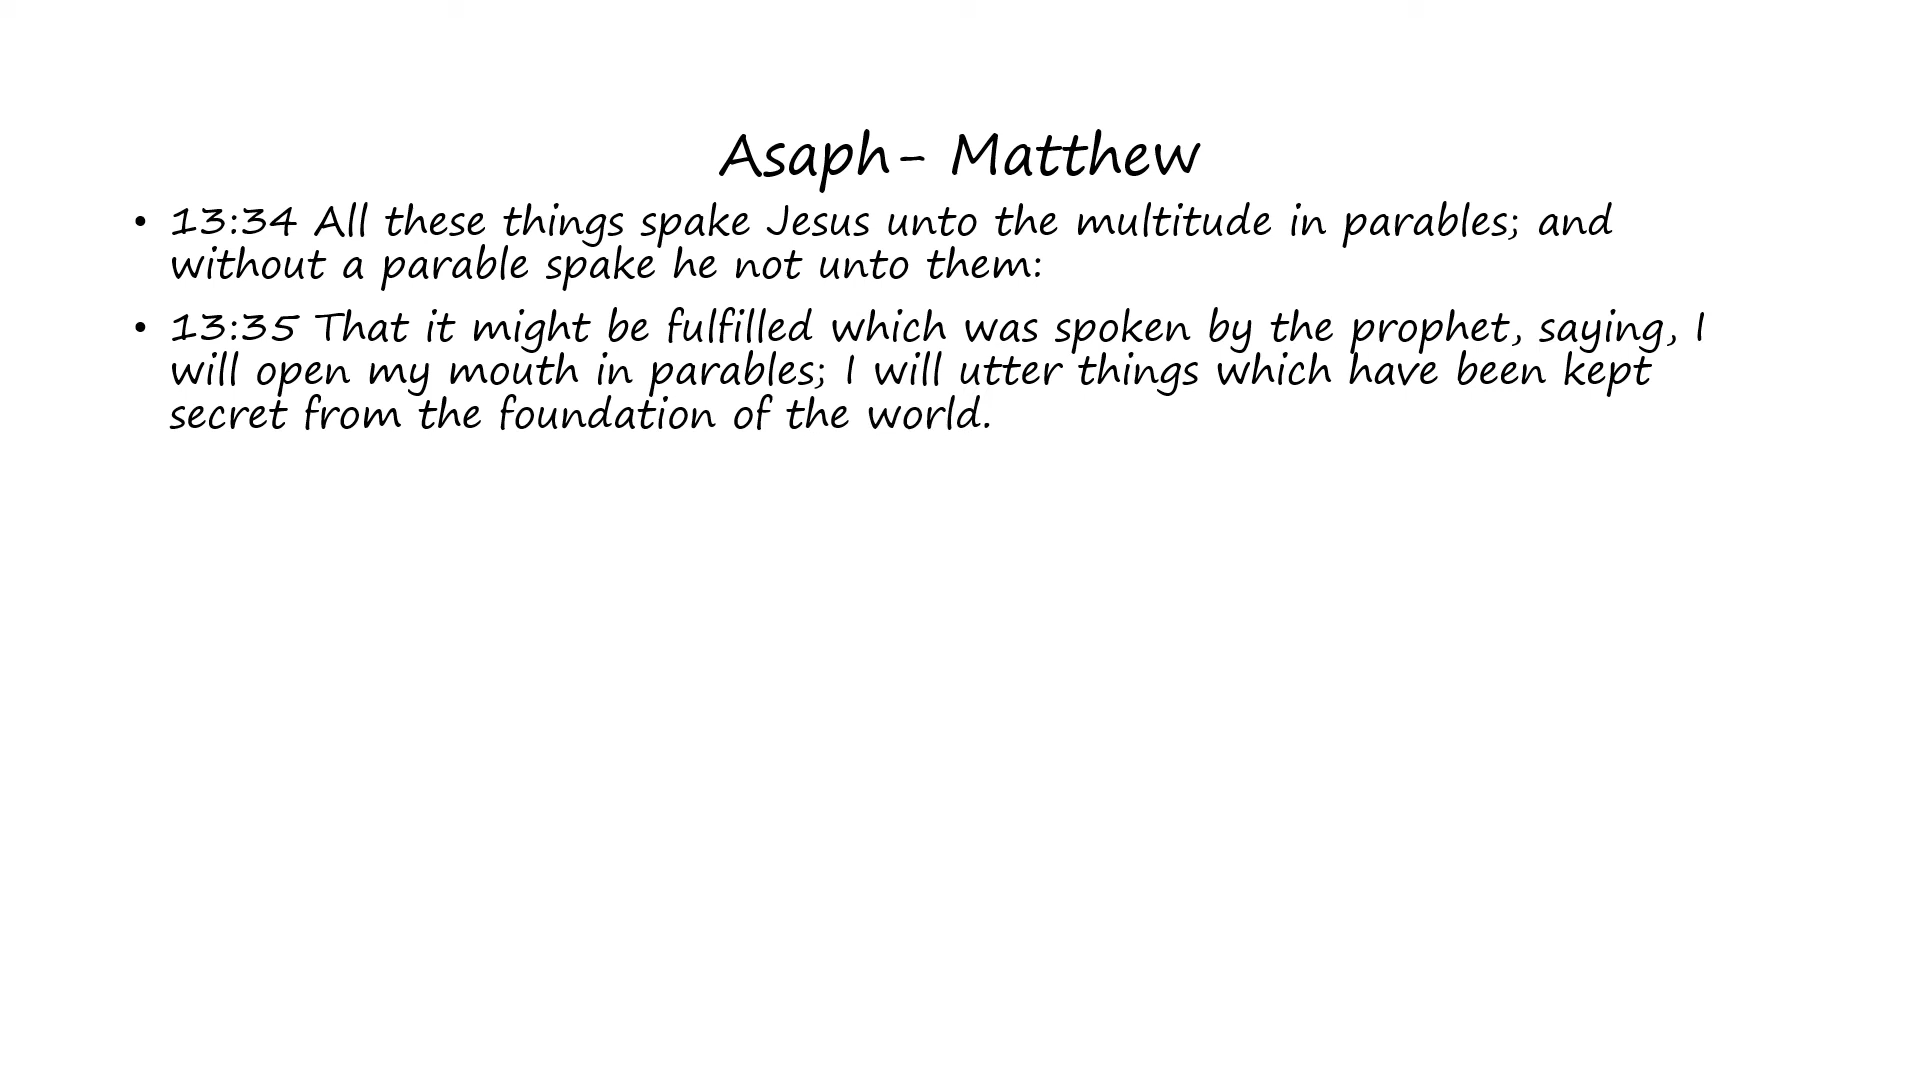 Asaph- Matthew
• 13:34 All these things spake Jesus unto the multitude in parables; and
without a parable spake he not unto them:
• 13:35 That it might be fulfilled which was spoken by the prophet, saying, I
will open my mouth in parables; I will utter things which have been kept
secret from the foundation of the world.